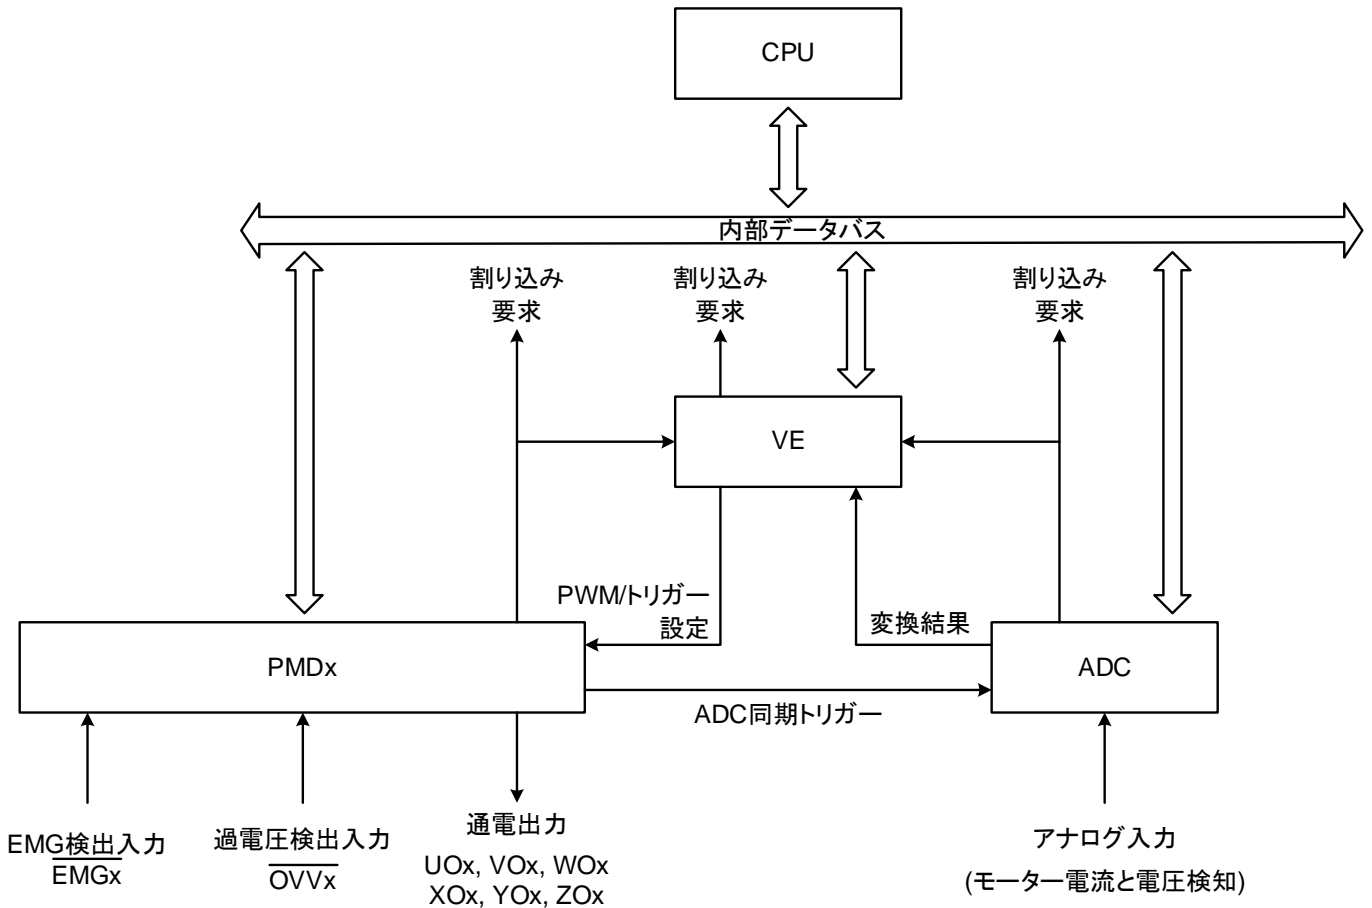 CPU
内部データバス
割り込み
要求
割り込み
要求
割り込み
要求
VE
PWM/トリガー
設定
変換結果
PMDx
ADC
ADC同期トリガー
EMG検出入力
EMGx
過電圧検出入力
OVVx
通電出力
UOx, VOx, WOx
XOx, YOx, ZOx
アナログ入力
(モーター電流と電圧検知)